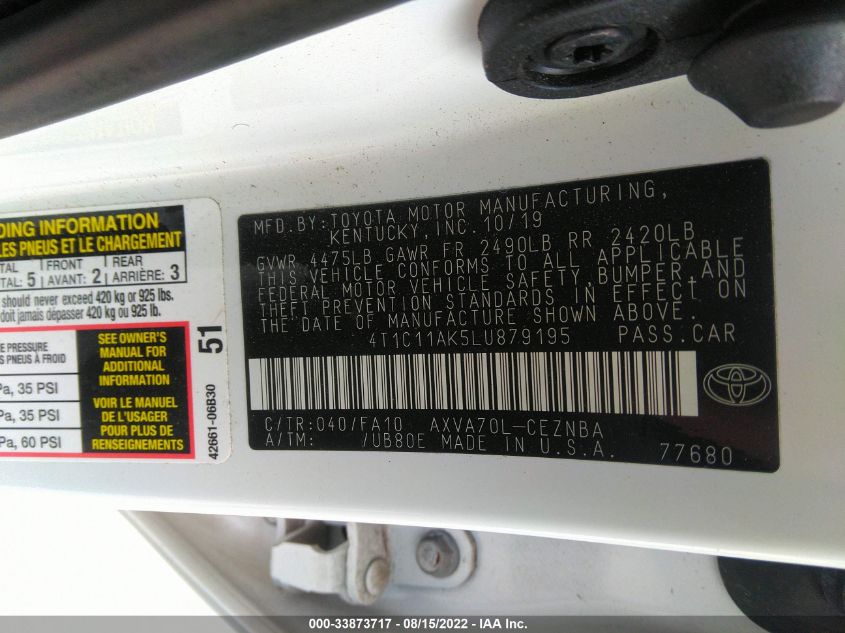 DING INFORMATION
LES PNEUS ET LE CHARGEMENT
TAL FRONT REAR
TAL: 5 AVANT: 2 ARRIÈRE: 3
should never exceed 420 kg or 925 lbs.
doit jamais dépasser 420 kg ou 925 lb.
PRESSURE
PNEUS À FROID
Pa, 35 PSI
Pa, 35 PSI
Pa, 60 PSI
SEE OWNER'S
MANUAL FOR
ADDITIONAL
INFORMATION
VOIR LE MANUEL
DE L'USAGER
POUR PLUS DE
RENSEIGNEMENTS
51
42661-06B30
MFD.BY:TOYOTA MOTOR MANUFACTURING,
KENTUCKY,INC.10/19
GVWR 4475LB GAWR FR 2490LB RR 2420LB
THIS VEHICLE CONFORMS TO ALL APPLICABLE
FEDERAL MOTOR VEHICLE SAFETY,BUMPER,AND
THEFT PREVENTION STANDARDS IN EFFECT ON
THE DATE OF MANUFACTURE SHOWN ABOVE.
4T1C11AK5LU879195 PASS.CAR
C/TR:040/FA10 AXVA70L-CEZNBA
A/TM: /UB80E MADE IN U.S.A.
77680
000-33873717 - 08/15/2022 - IAA Inc.